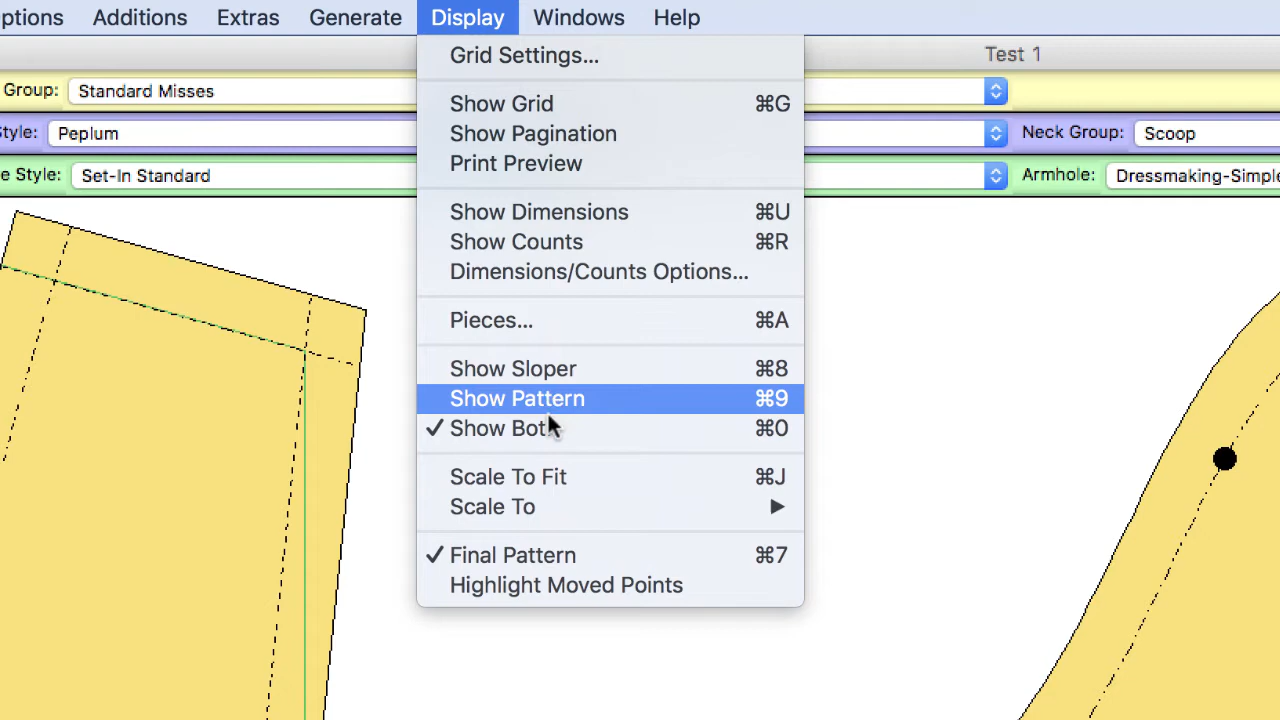 ptions Additions Extras Generate Display Windows Help
Test 1
Group: Standard Misses
Style: Peplum Neck Group: Scoop
e Style: Set-In Standard Armhole: Dressmaking-Simple
Grid Settings...
Show Grid ⌘G
Show Pagination
Print Preview
Show Dimensions ⌘U
Show Counts ⌘R
Dimensions/Counts Options...
Pieces... ⌘A
Show Sloper ⌘8
Show Pattern ⌘9
Show Both ⌘0
Scale To Fit ⌘J
Scale To ▶
Final Pattern ⌘7
Highlight Moved Points